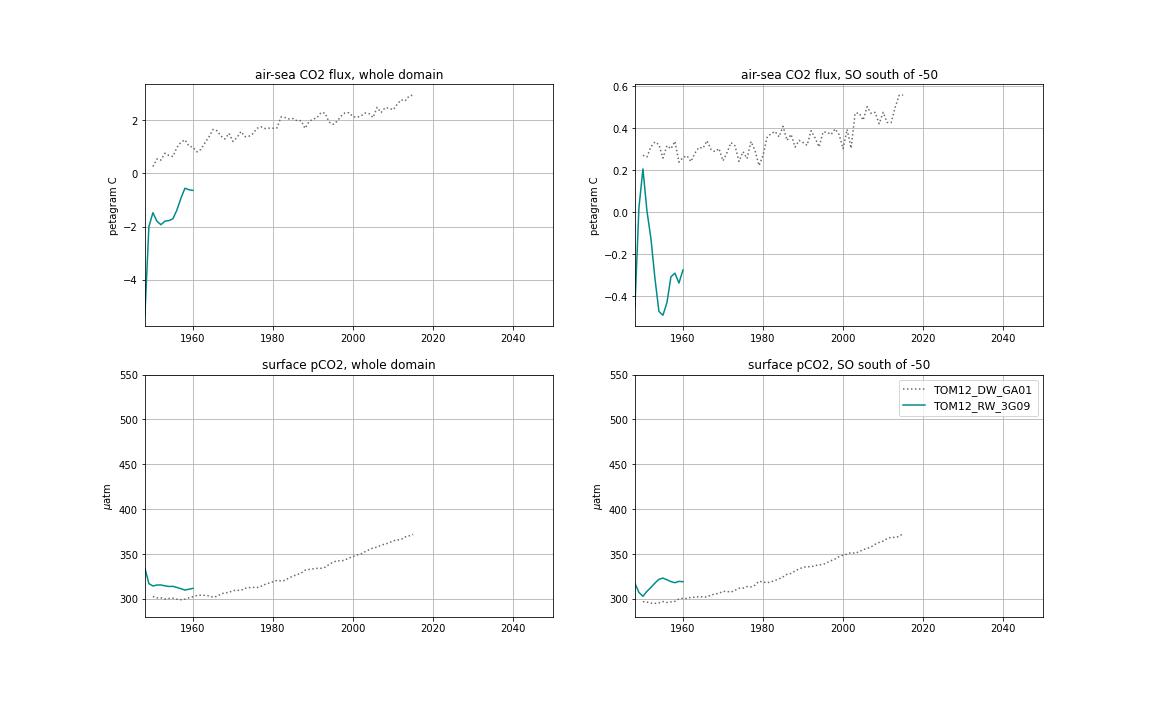 air-sea CO2 flux, whole domain
petagram C
2
0
−2
−4
1960 1980 2000 2020 2040
air-sea CO2 flux, SO south of -50
petagram C
0.6
0.4
0.2
0.0
−0.2
−0.4
1960 1980 2000 2020 2040
surface pCO2, whole domain
μatm
550
500
450
400
350
300
1960 1980 2000 2020 2040
surface pCO2, SO south of -50
μatm
550
500
450
400
350
300
1960 1980 2000 2020 2040
TOM12_DW_GA01
TOM12_RW_3G09